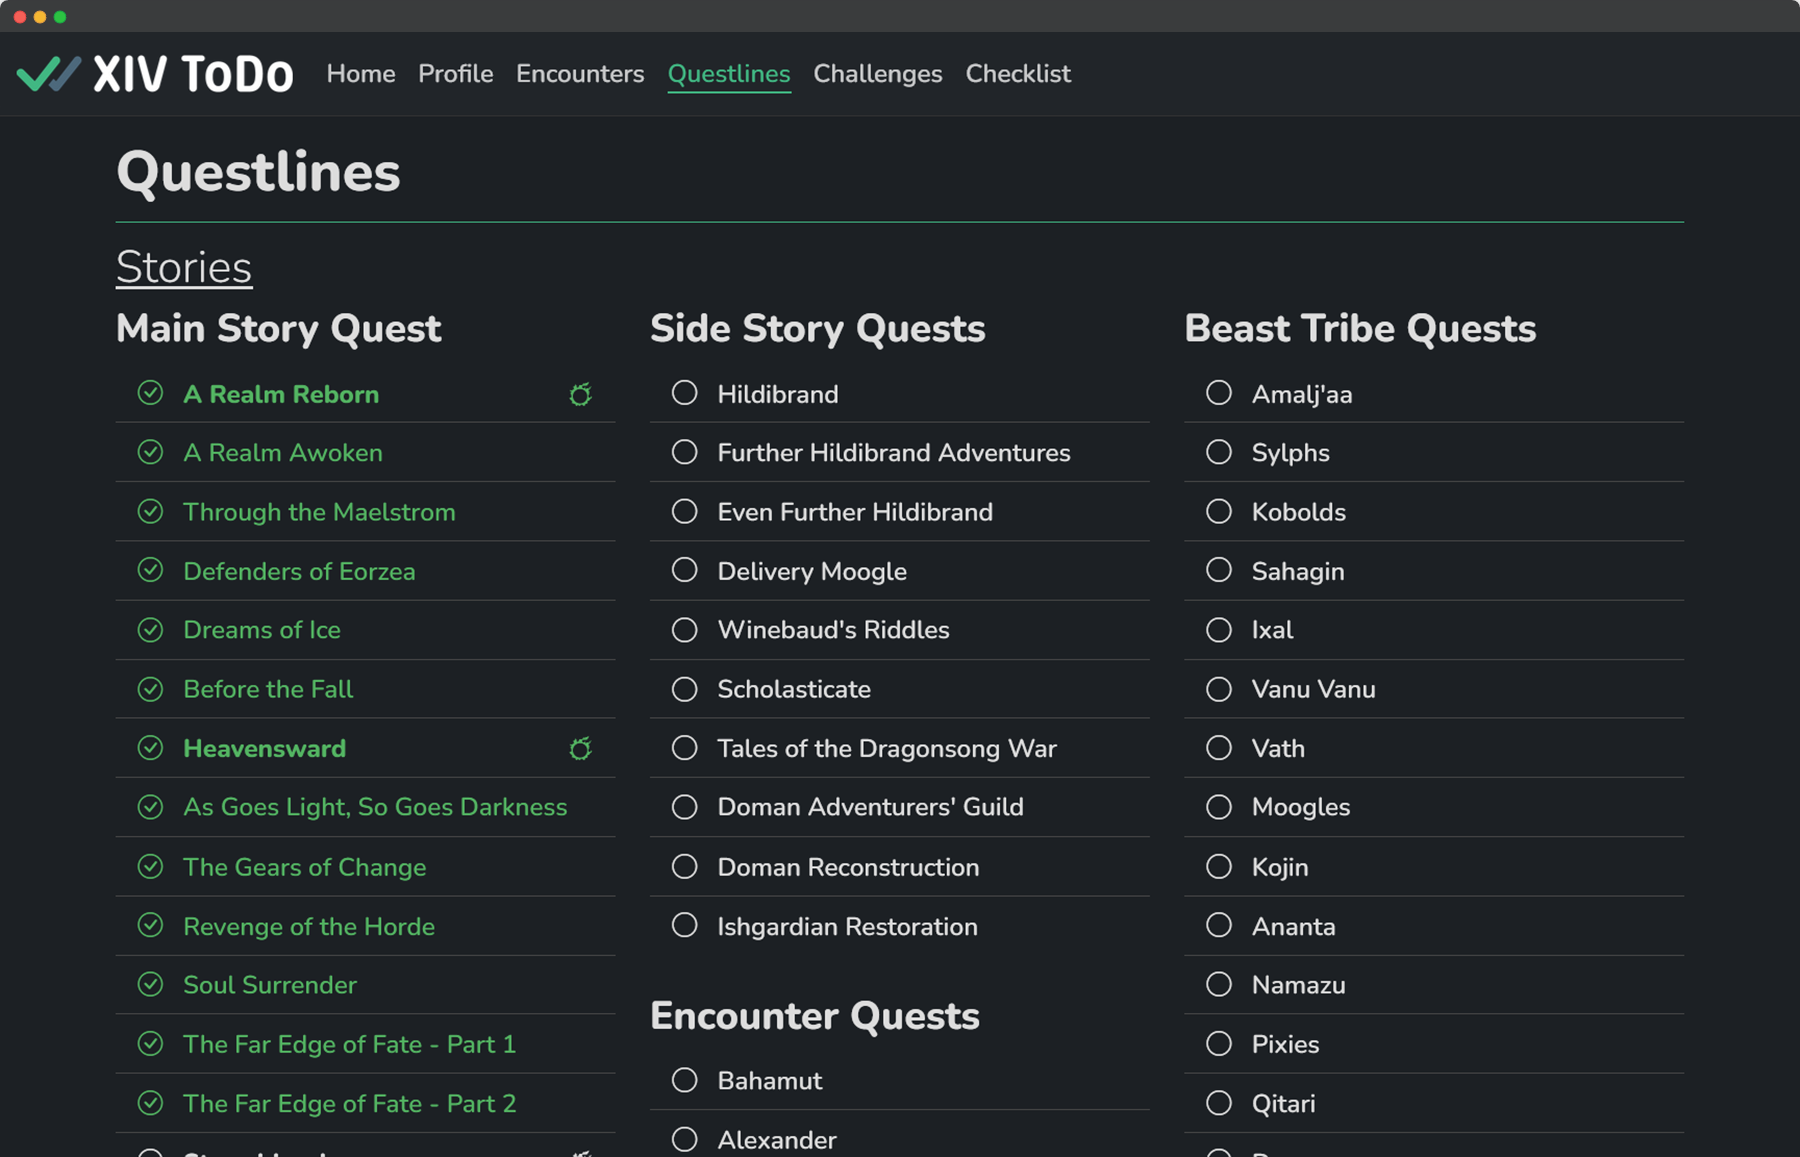 XIV ToDo
Home Profile Encounters Questlines Challenges Checklist
Questlines
Stories
Main Story Quest
A Realm Reborn
A Realm Awoken
Through the Maelstrom
Defenders of Eorzea
Dreams of Ice
Before the Fall
Heavensward
As Goes Light, So Goes Darkness
The Gears of Change
Revenge of the Horde
Soul Surrender
The Far Edge of Fate - Part 1
The Far Edge of Fate - Part 2
Side Story Quests
Hildibrand
Further Hildibrand Adventures
Even Further Hildibrand
Delivery Moogle
Winebaud's Riddles
Scholasticate
Tales of the Dragonsong War
Doman Adventurers' Guild
Doman Reconstruction
Ishgardian Restoration
Encounter Quests
Bahamut
Alexander
Beast Tribe Quests
Amalj'aa
Sylphs
Kobolds
Sahagin
Ixal
Vanu Vanu
Vath
Moogles
Kojin
Ananta
Namazu
Pixies
Qitari